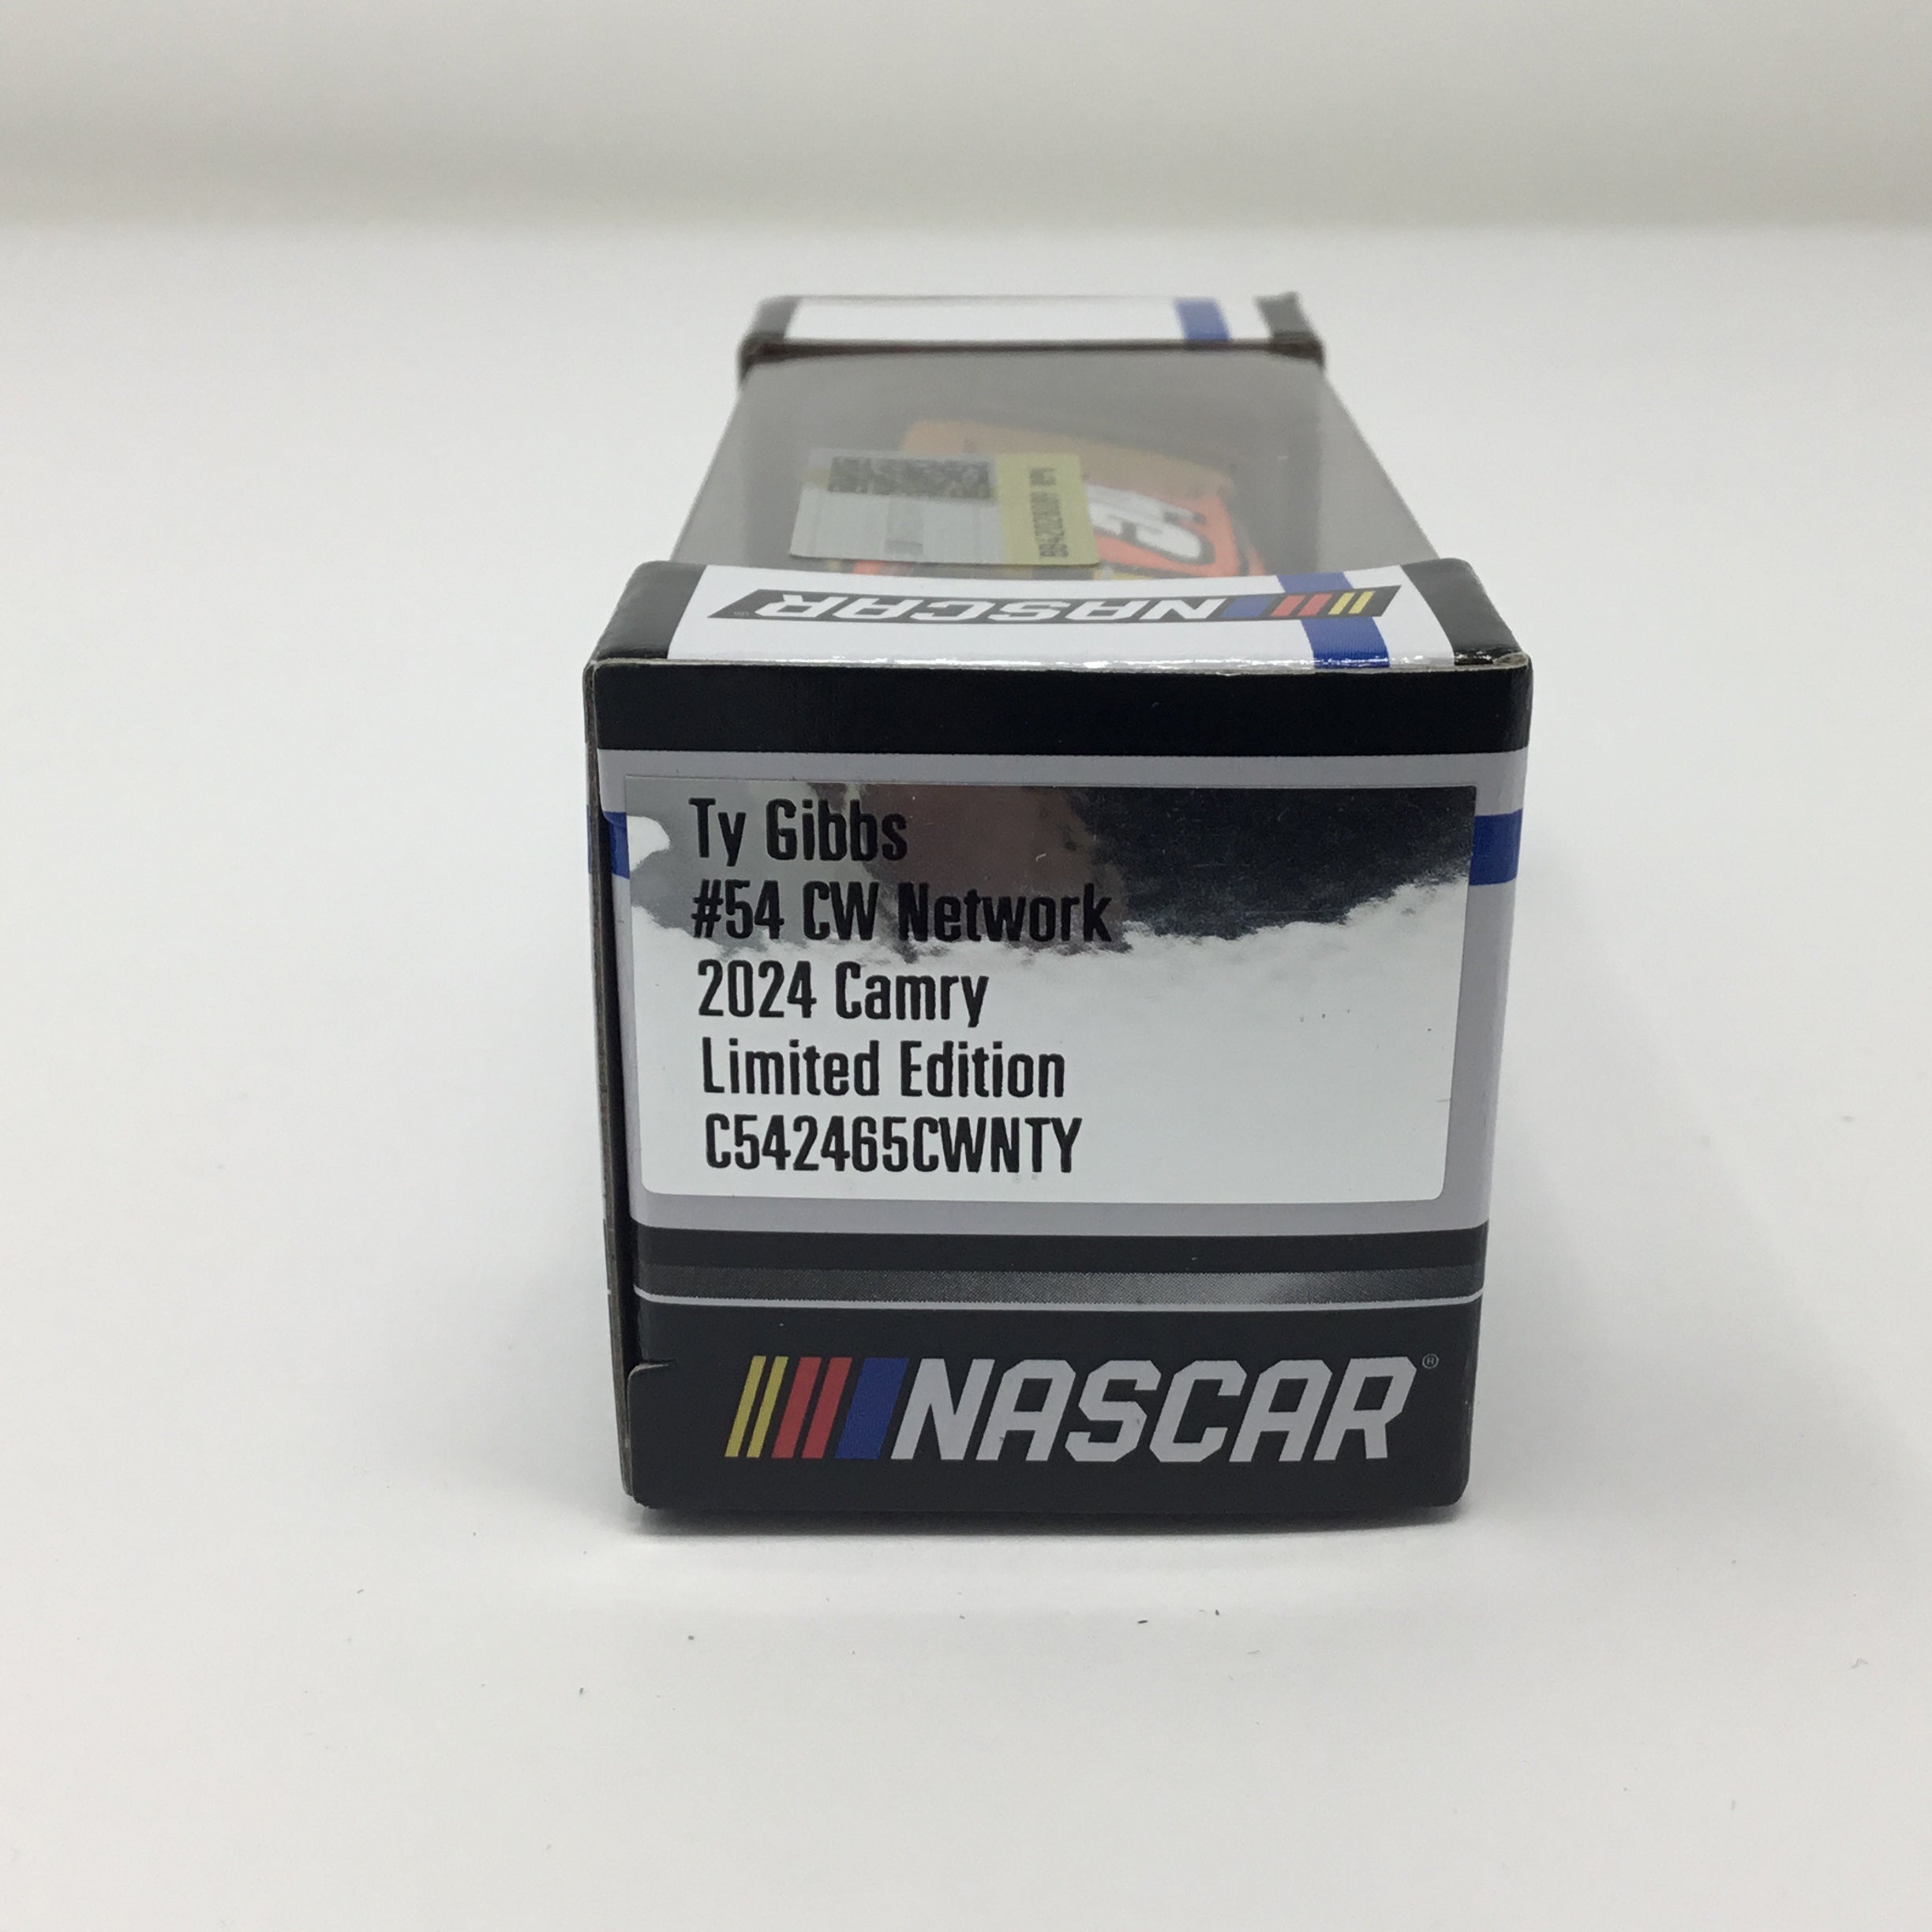 NASCAR
Ty Gibbs
#54 CW Network
2024 Camry
Limited Edition
C542465CWNTY
NASCAR®